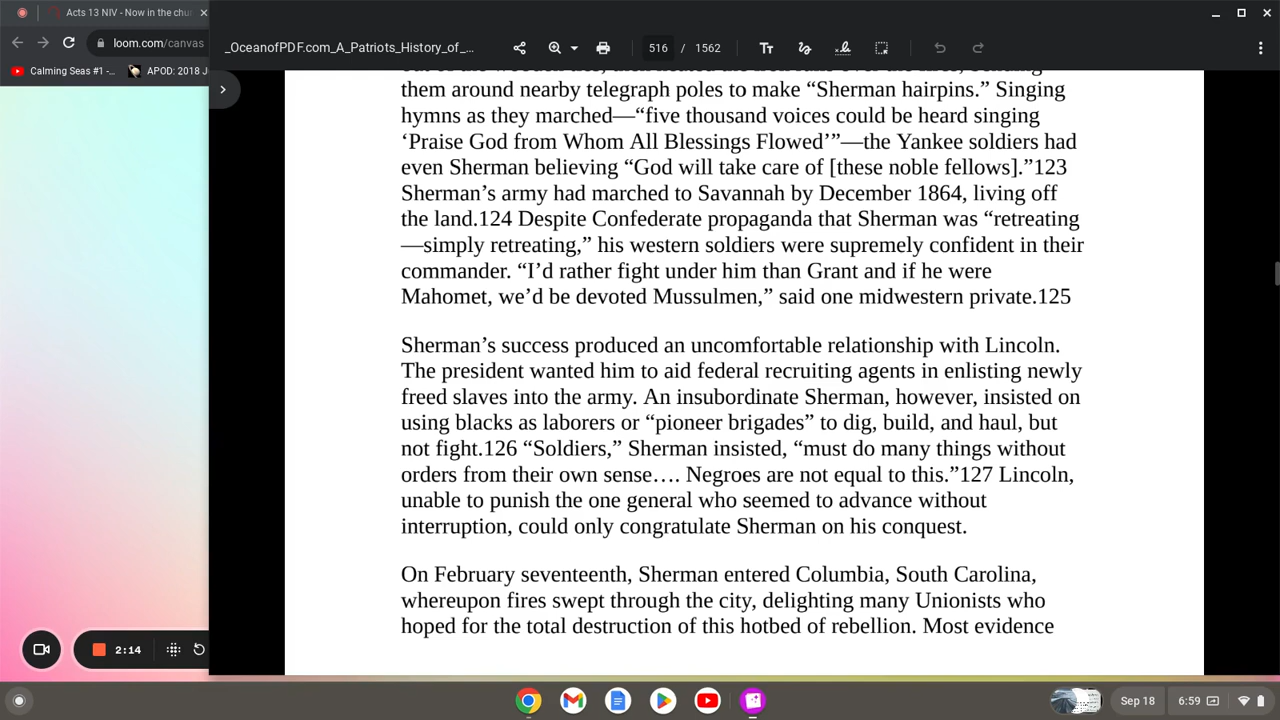 Acts 13 NIV - Now in the chu
loom.com/canvas
Calming Seas #1 -...
APOD: 2018 J
_OceanofPDF.com_A_Patriots_History_of_...
516 / 1562
them around nearby telegraph poles to make “Sherman hairpins.” Singing
hymns as they marched—“five thousand voices could be heard singing
‘Praise God from Whom All Blessings Flowed’”—the Yankee soldiers had
even Sherman believing “God will take care of [these noble fellows].”123
Sherman’s army had marched to Savannah by December 1864, living off
the land.124 Despite Confederate propaganda that Sherman was “retreating
—simply retreating,” his western soldiers were supremely confident in their
commander. “I’d rather fight under him than Grant and if he were
Mahomet, we’d be devoted Mussulmen,” said one midwestern private.125
Sherman’s success produced an uncomfortable relationship with Lincoln.
The president wanted him to aid federal recruiting agents in enlisting newly
freed slaves into the army. An insubordinate Sherman, however, insisted on
using blacks as laborers or “pioneer brigades” to dig, build, and haul, but
not fight.126 “Soldiers,” Sherman insisted, “must do many things without
orders from their own sense…. Negroes are not equal to this.”127 Lincoln,
unable to punish the one general who seemed to advance without
interruption, could only congratulate Sherman on his conquest.
On February seventeenth, Sherman entered Columbia, South Carolina,
whereupon fires swept through the city, delighting many Unionists who
hoped for the total destruction of this hotbed of rebellion. Most evidence
2:14
Sep 18
6:59